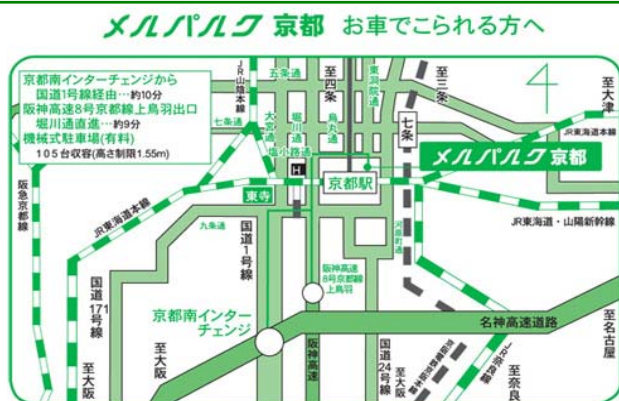 メルパルク 京都 お車でこられる方へ
京都南インターチェンジから
国道1号線経由…約10分
阪神高速8号京都線上鳥羽出口
堀川通直進…約9分
機械式駐車場(有料)
105台収容(高さ制限1.55m)
JR山陰本線
五条通
至四条
東洞院通
至三条
至大津
七条通
大宮通
堀川通
烏丸通
七条
JR東海道本線
塩小路通
メルパルク 京都
H
京都駅
東寺
阪急京都線
JR東海道本線
JR東海道・山陽新幹線
九条通
国道1号線
河原町通
国道171号線
阪神高速
8号京都線
上鳥羽
京都南インター
チェンジ
名神高速道路
至名古屋
至大阪
至大阪
阪神高速
国道24号線
至大阪
JR奈良線
至奈良